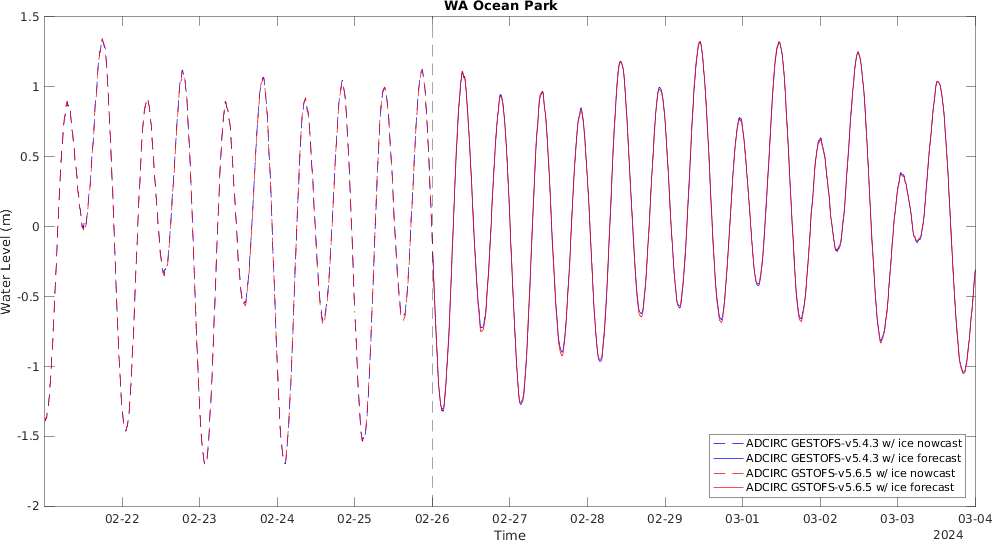 WA Ocean Park
1.5
1
0.5
0
-0.5
-1
-1.5
-2
Water Level (m)
ADCIRC GESTOFS-v5.4.3 w/ ice nowcast
ADCIRC GESTOFS-v5.4.3 w/ ice forecast
ADCIRC GSTOFS-v5.6.5 w/ ice nowcast
ADCIRC GSTOFS-v5.6.5 w/ ice forecast
02-22 02-23 02-24 02-25 02-26 02-27 02-28 02-29 03-01 03-02 03-03 03-04
Time
2024